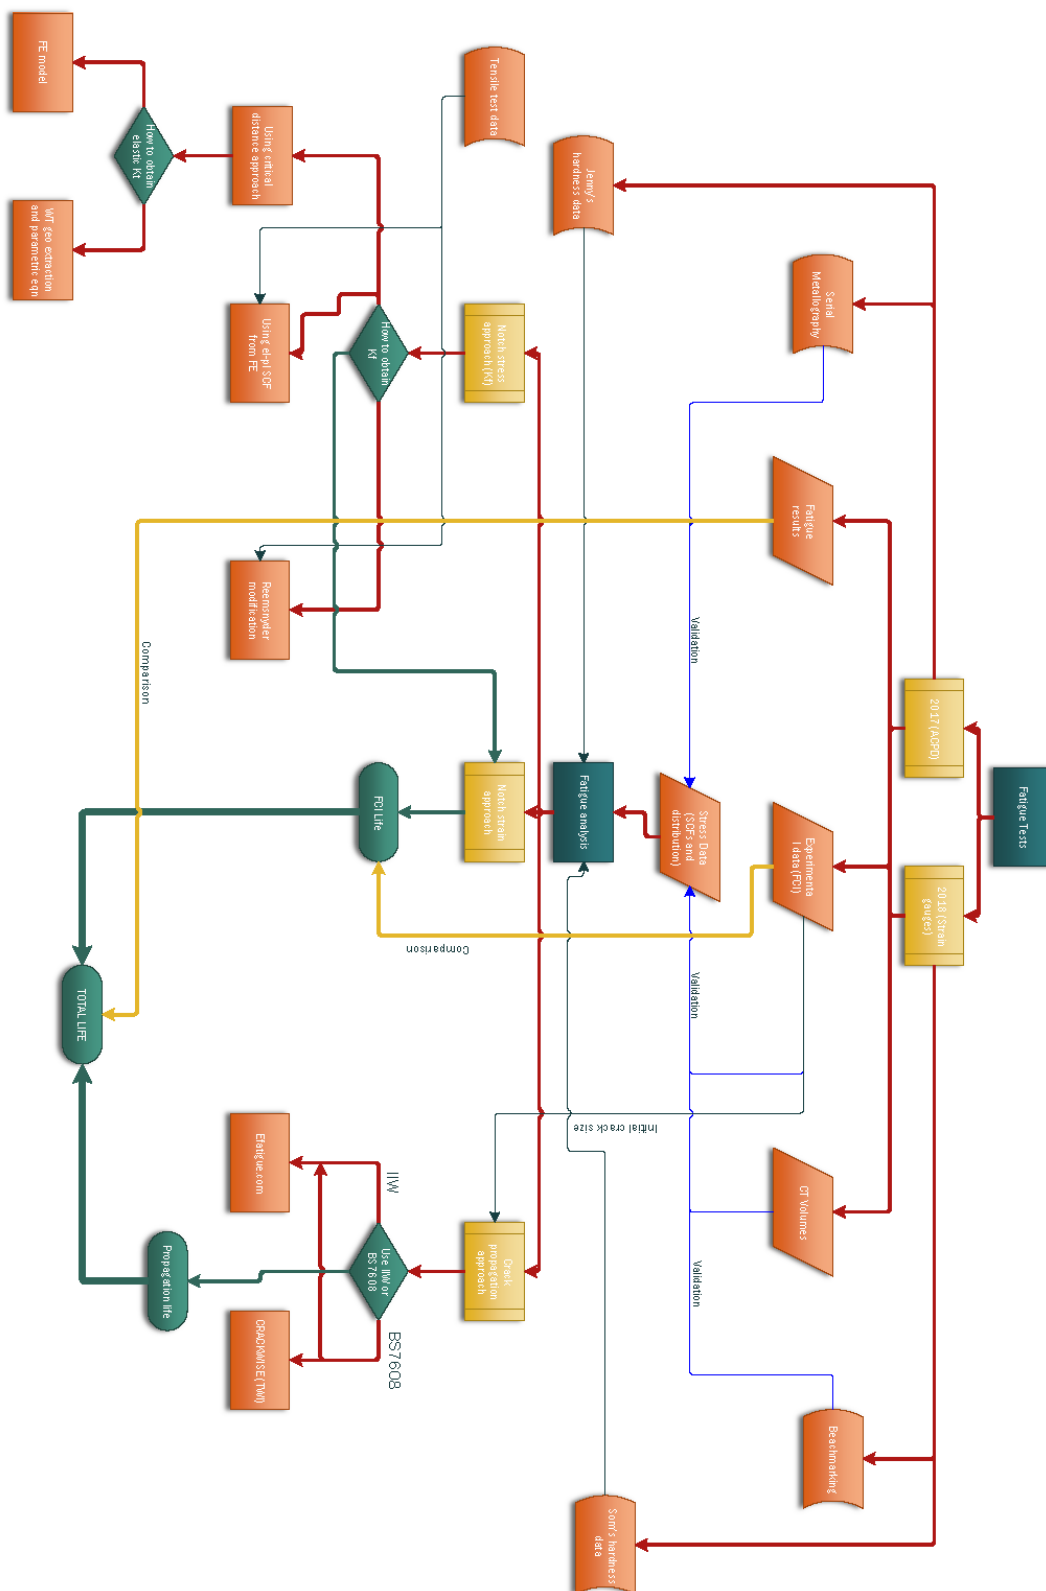 Fatigue Tests
2017 (ACPD)
2018 (Strain
gauges)
Jenny's
hardness data
Serial
Metallography
Fatigue
results
Experimenta
l data (FCI)
CT Volumes
Beachmarking
Som's hardness
data
Validation
Validation
Validation
Stress Data
(SCFs and
distribution)
Fatigue analysis
Initial crack size
Tensile test data
Notch stress
approach (Kf)
Notch strain
approach
Crack
propagation
approach
Comparison
How to obtain
Kf
FCI Life
Use IIW or
BS7608
IIW
BS7608
Using critical
distance approach
Using el-pl SCF
from FE
Reemsnyder
modification
Efatigue.com
CRACKWISE (TWI)
How to obtain
elastic Kt
Comparison
Propagation life
FE model
WT geo extraction
and parametric eqn
TOTAL LIFE